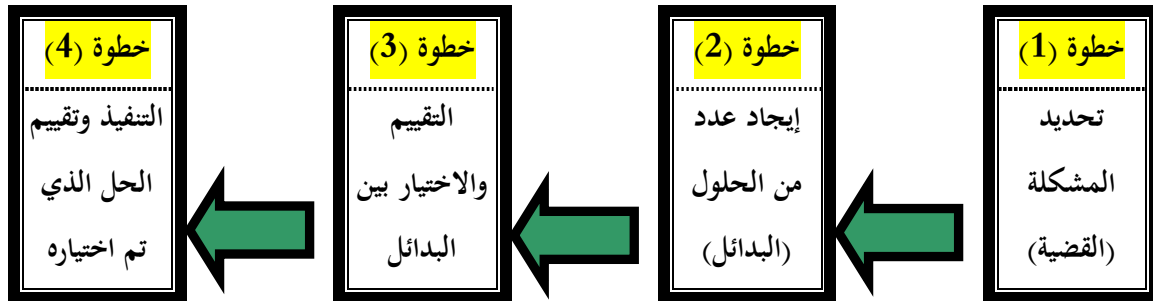 خطوة (1)
تحديد
المشكلة
(القضية)
خطوة (2)
إيجاد عدد
من الحلول
(البدائل)
خطوة (3)
التقييم
والاختيار بين
البدائل
خطوة (4)
التنفيذ وتقييم
الحل الذي
تم اختياره